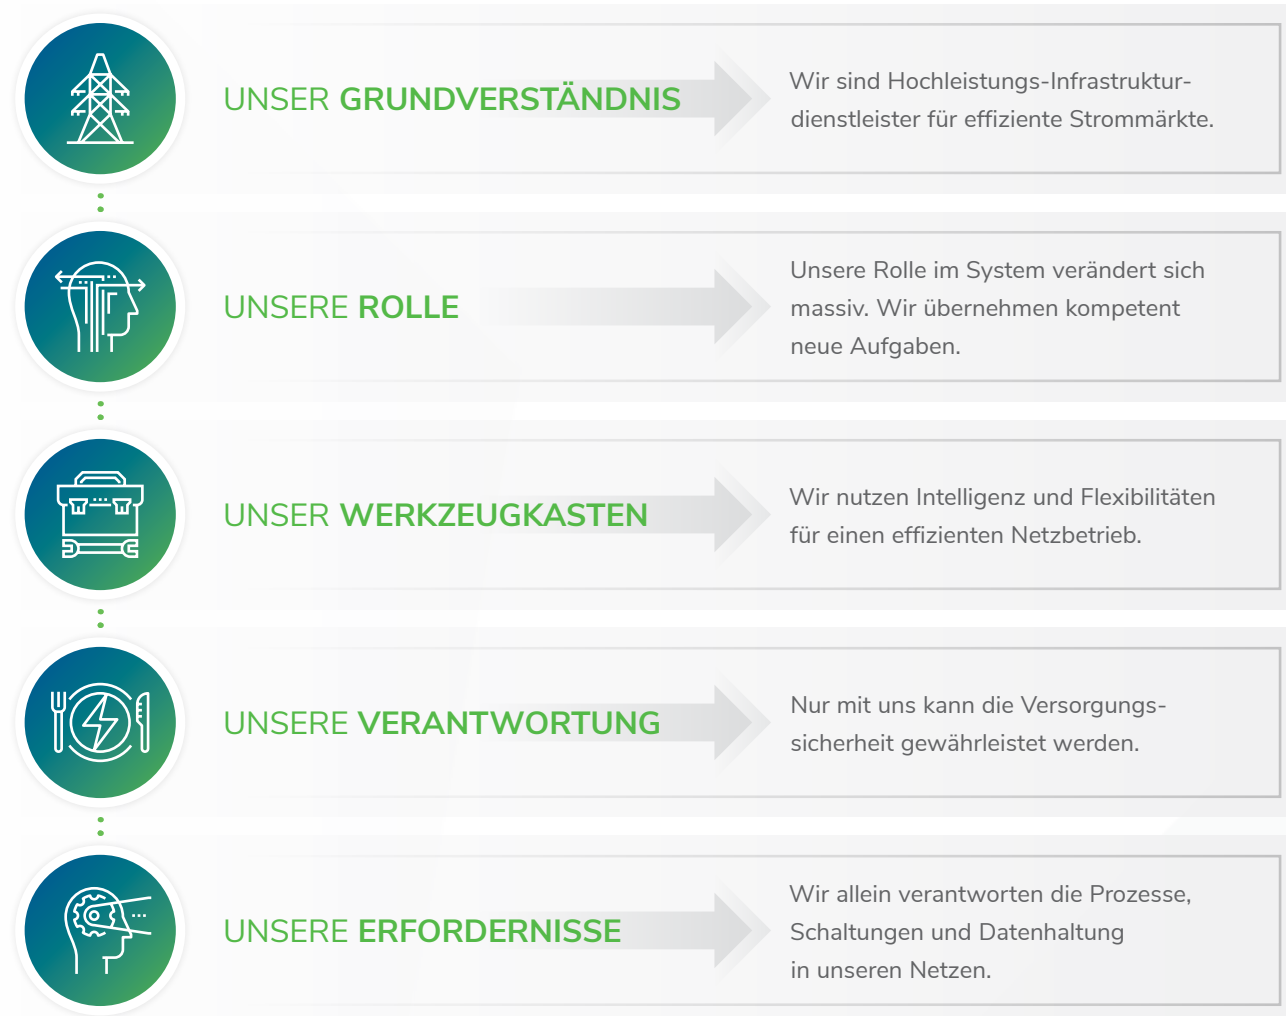 UNSER GRUNDVERSTÄNDNIS
Wir sind Hochleistungs-Infrastruktur-
dienstleister für effiziente Strommärkte.
UNSERE ROLLE
Unsere Rolle im System verändert sich
massiv. Wir übernehmen kompetent
neue Aufgaben.
UNSER WERKZEUGKASTEN
Wir nutzen Intelligenz und Flexibilitäten
für einen effizienten Netzbetrieb.
UNSERE VERANTWORTUNG
Nur mit uns kann die Versorgungs-
sicherheit gewährleistet werden.
UNSERE ERFORDERNISSE
Wir allein verantworten die Prozesse,
Schaltungen und Datenhaltung
in unseren Netzen.